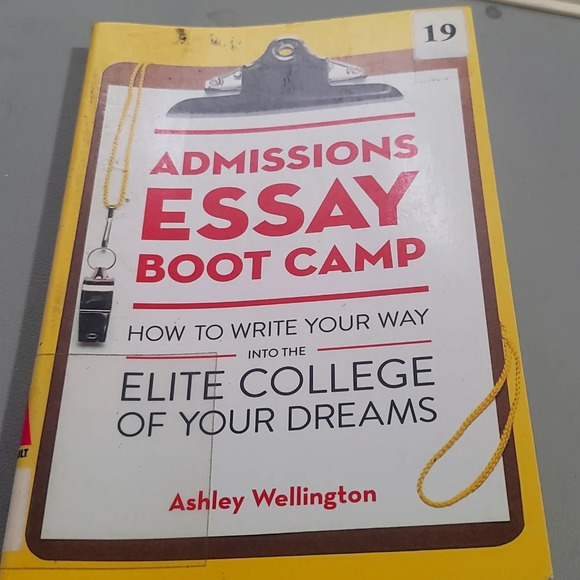 19
ADMISSIONS
ESSAY
BOOT CAMP
HOW TO WRITE YOUR WAY
INTO THE
ELITE COLLEGE
OF YOUR DREAMS
Ashley Wellington